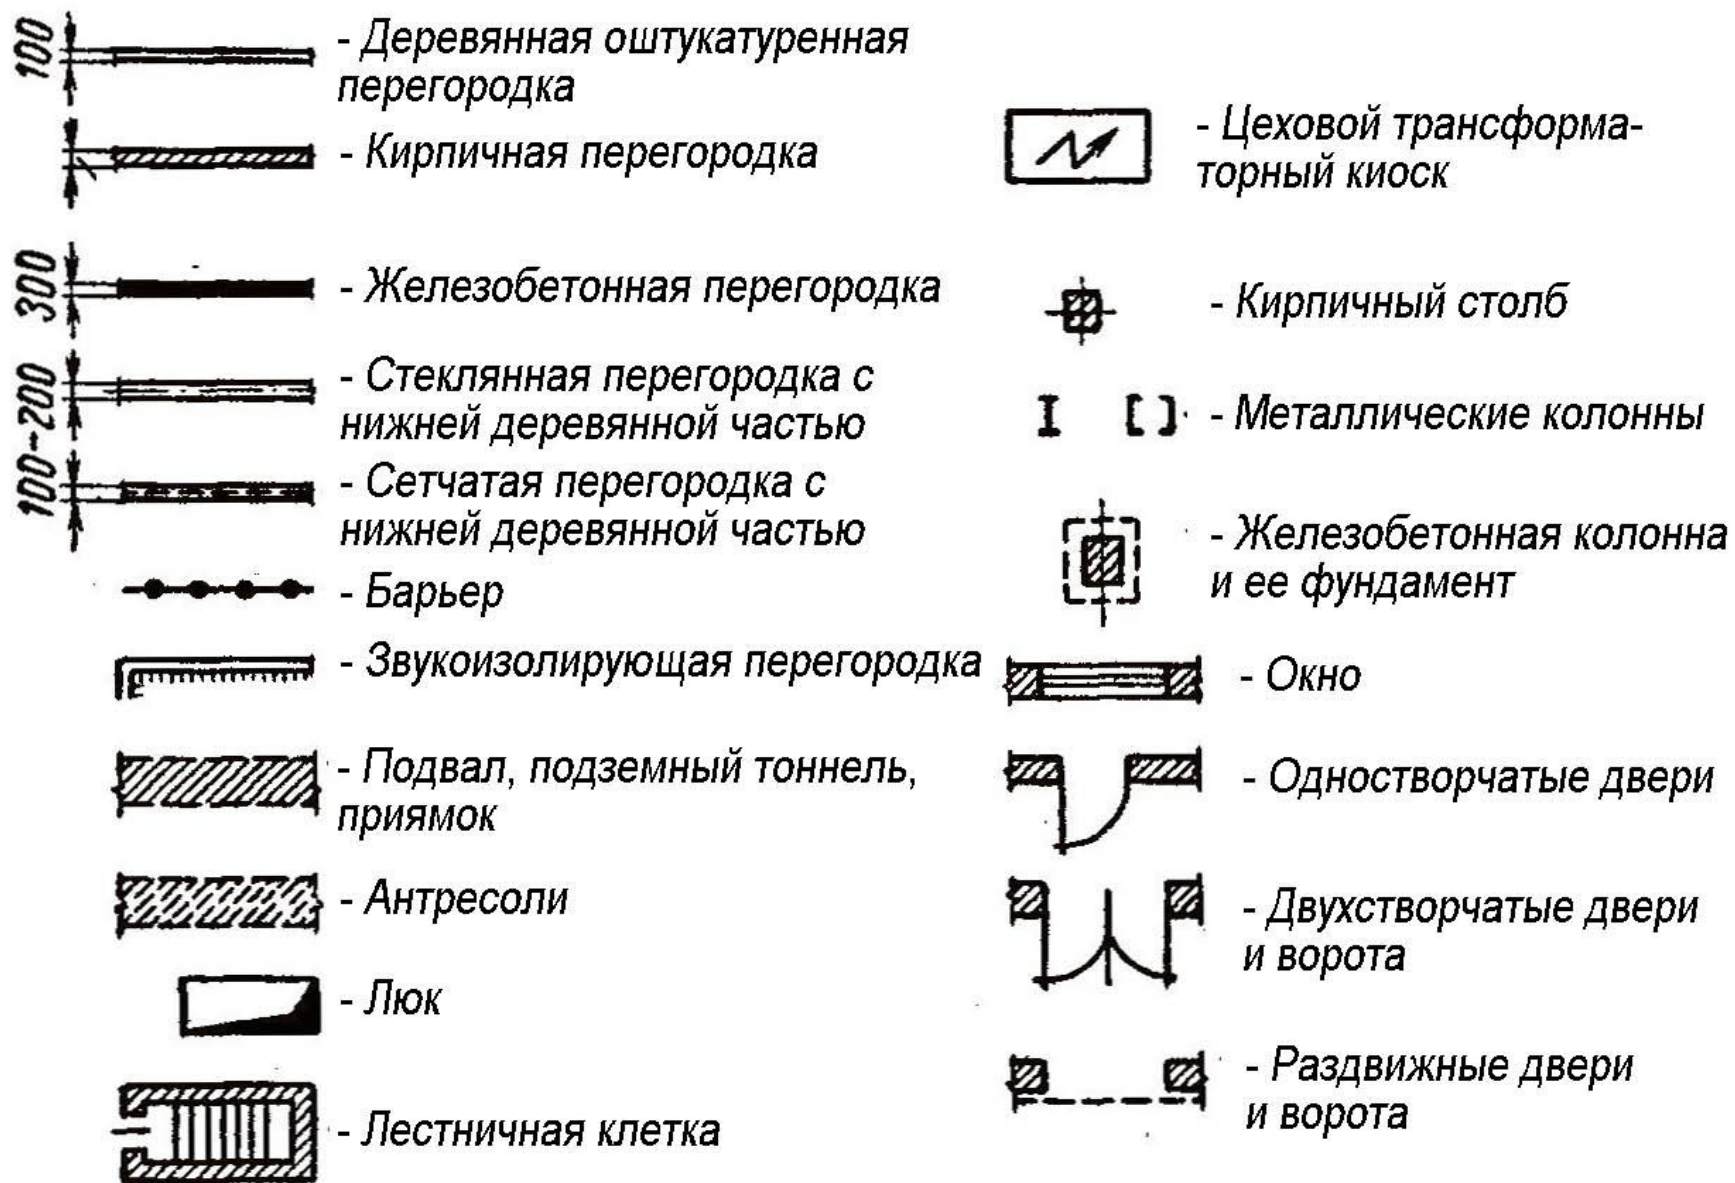 100
- Деревянная оштукатуренная
перегородка
- Кирпичная перегородка
300
- Железобетонная перегородка
100-200
- Стеклянная перегородка с
нижней деревянной частью
- Сетчатая перегородка с
нижней деревянной частью
- Барьер
- Звукоизолирующая перегородка
- Подвал, подземный тоннель,
приямок
- Антресоли
- Люк
- Лестничная клетка
- Цеховой трансформа-
торный киоск
- Кирпичный столб
- Металлические колонны
- Железобетонная колонна
и ее фундамент
- Окно
- Одностворчатые двери
- Двухстворчатые двери
и ворота
- Раздвижные двери
и ворота